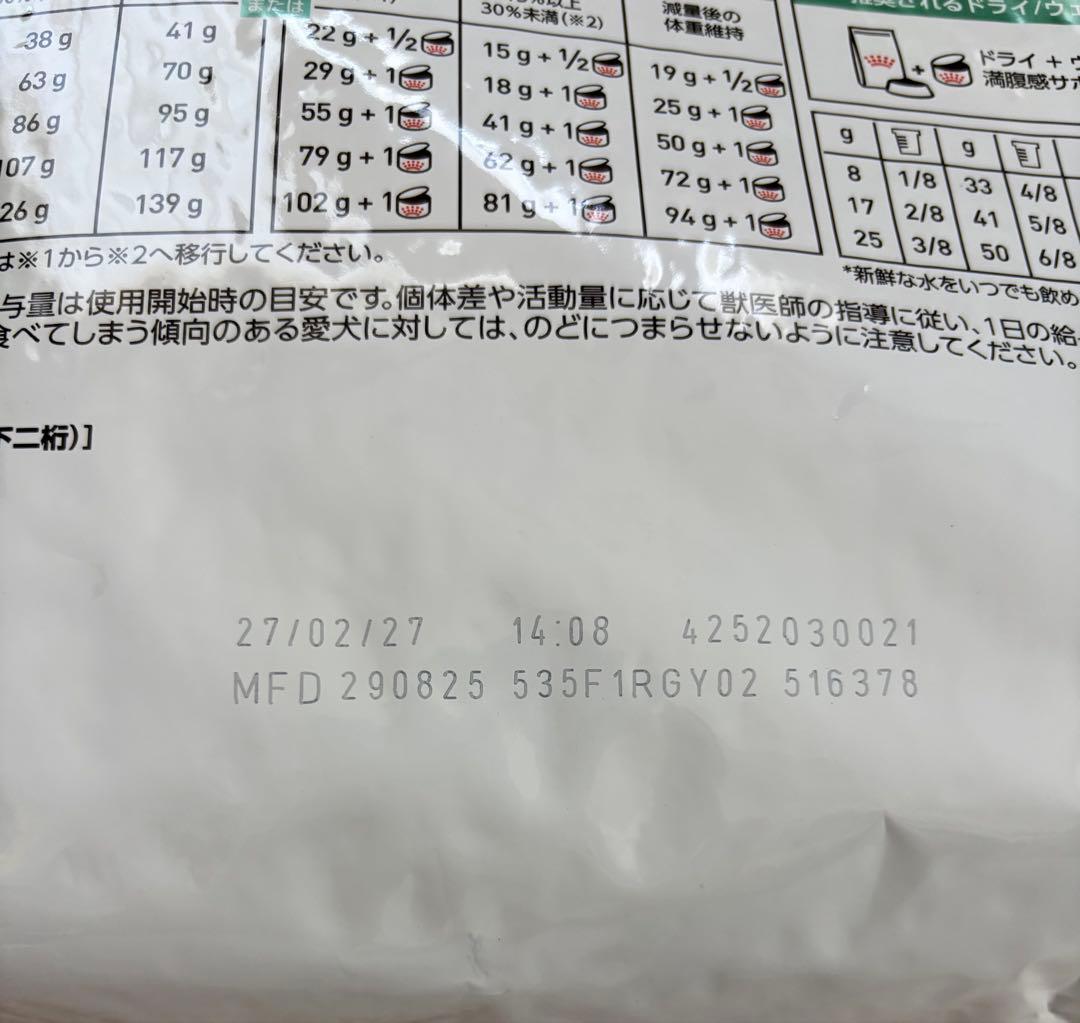 または
30%未満(※2)
減量後の
体重維持
38 g 41 g 22 g + 1/2 15 g + 1/2 19 g + 1/2
63 g 70 g 29 g + 1 18 g + 1 25 g + 1
86 g 95 g 55 g + 1 41 g + 1 50 g + 1
107 g 117 g 79 g + 1 62 g + 1 72 g + 1
26 g 139 g 102 g + 1 81 g + 1 94 g + 1
ドライ +
満腹感サポ
g g
8 1/8 33 4/8
17 2/8 41 5/8
25 3/8 50 6/8
*新鮮な水をいつでも飲め
は※1から※2へ移行してください。
与量は使用開始時の目安です。個体差や活動量に応じて獣医師の指導に従い、1日の給
食べてしまう傾向のある愛犬に対しては、のどにつまらせないように注意してください。
下二桁)]
27/02/27 14:08 4252030021
MFD 290825 535F1RGY02 516378